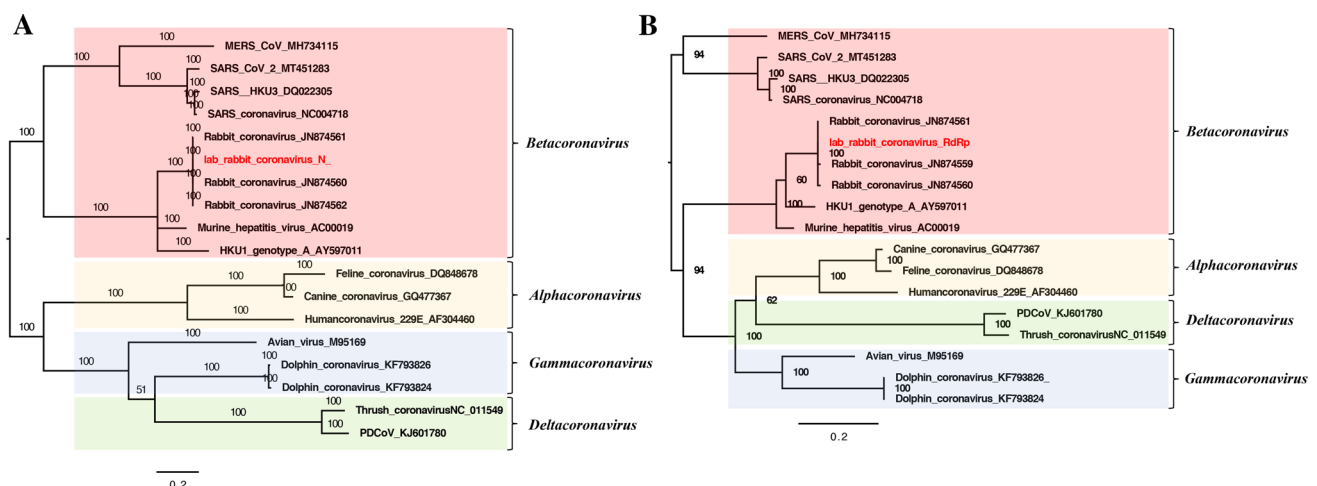 A
100
MERS_CoV_MH734115
100
SARS_CoV_2_MT451283
100
100
SARS__HKU3_DQ022305
100
100
SARS_coronavirus_NC004718
100
100
Rabbit_coronavirus_JN874561
100
lab_rabbit_coronavirus_N_
100
100
Rabbit_coronavirus_JN874560
100
Rabbit_coronavirus_JN874562
100
100
Murine_hepatitis_virus_AC00019
100
HKU1_genotype_A_AY597011
Betacoronavirus
100
Feline_coronavirus_DQ848678
100
00
Canine_coronavirus_GQ477367
100
100
Humancoronavirus_229E_AF304460
Alphacoronavirus
100
100
Avian_virus_M95169
100
100
Dolphin_coronavirus_KF793826
100
100
Dolphin_coronavirus_KF793824
Gammacoronavirus
51
100
Thrush_coronavirusNC_011549
100
100
PDCoV_KJ601780
Deltacoronavirus
0.2
B
MERS_CoV_MH734115
94
SARS_CoV_2_MT451283
100
SARS__HKU3_DQ022305
100
SARS_coronavirus_NC004718
Rabbit_coronavirus_JN874561
lab_rabbit_coronavirus_RdRp
100
Rabbit_coronavirus_JN874559
60
Rabbit_coronavirus_JN874560
100
HKU1_genotype_A_AY597011
Murine_hepatitis_virus_AC00019
Betacoronavirus
94
Canine_coronavirus_GQ477367
100
Feline_coronavirus_DQ848678
100
Humancoronavirus_229E_AF304460
Alphacoronavirus
62
PDCoV_KJ601780
100
Thrush_coronavirusNC_011549
Deltacoronavirus
100
Avian_virus_M95169
100
Dolphin_coronavirus_KF793826_
100
Dolphin_coronavirus_KF793824
Gammacoronavirus
0.2